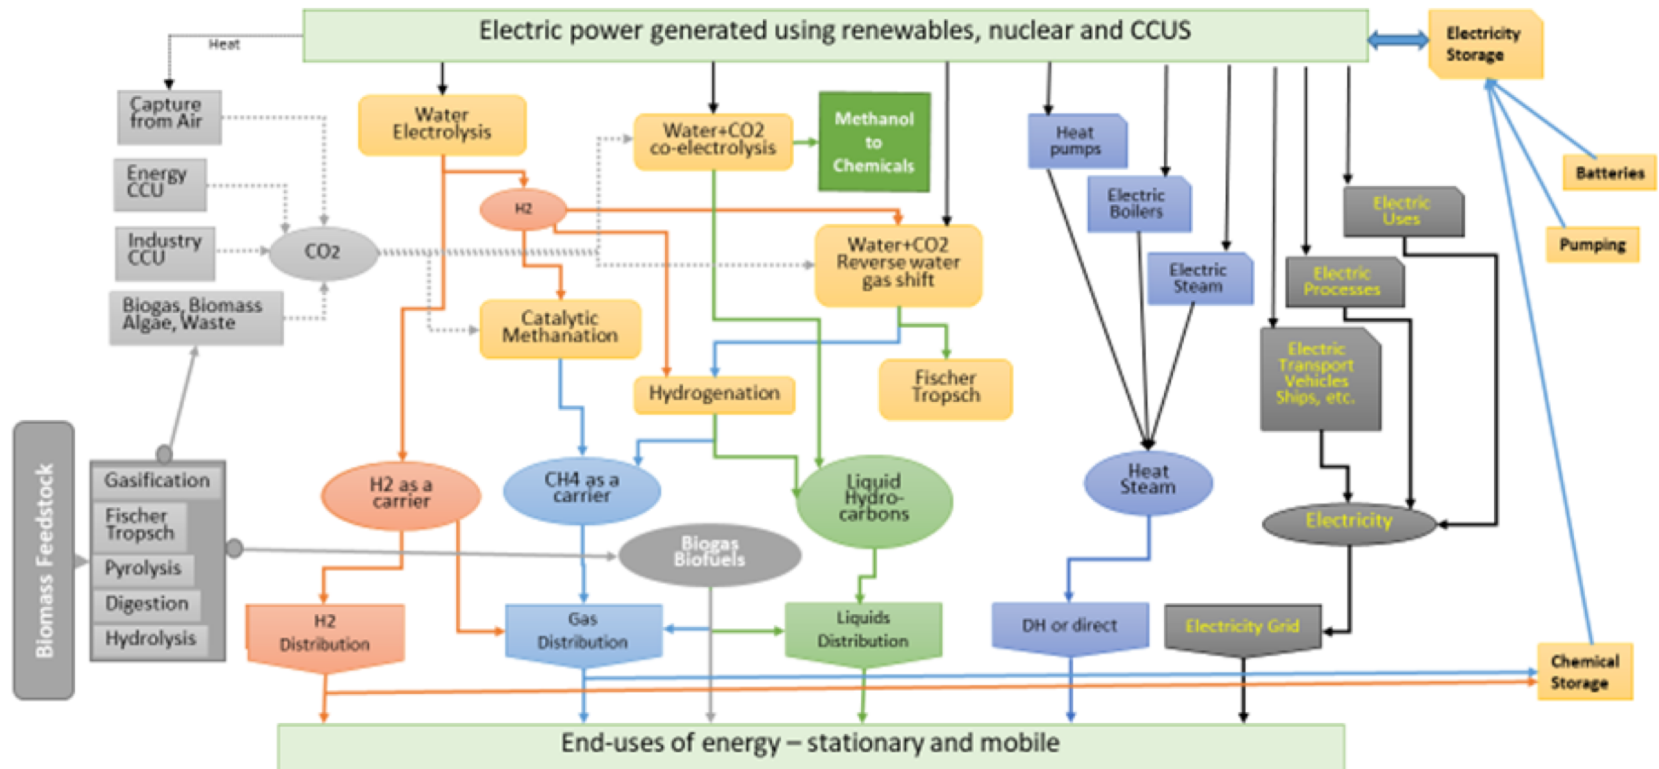 Electric power generated using renewables, nuclear and CCUS
Electricity
Storage
Heat
Capture
from Air
Water
Electrolysis
Water+CO2
co-electrolysis
Methanol
to
Chemicals
Heat
pumps
Energy
CCU
Electric
Boilers
Batteries
H2
Electric
Uses
Industry
CCU
CO2
Water+CO2
Reverse water
gas shift
Pumping
Electric
Steam
Electric
Processes
Biogas, Biomass
Algae, Waste
Catalytic
Methanation
Electric
Transport
Vehicles
Ships, etc.
Hydrogenation
Fischer
Tropsch
Biomass Feedstock
Gasification
Fischer
Tropsch
Pyrolysis
Digestion
Hydrolysis
H2 as a
carrier
CH4 as a
carrier
Liquid
Hydro-
carbons
Heat
Steam
Electricity
Biogas
Biofuels
H2
Distribution
Gas
Distribution
Liquids
Distribution
DH or direct
Electricity Grid
Chemical
Storage
End-uses of energy – stationary and mobile